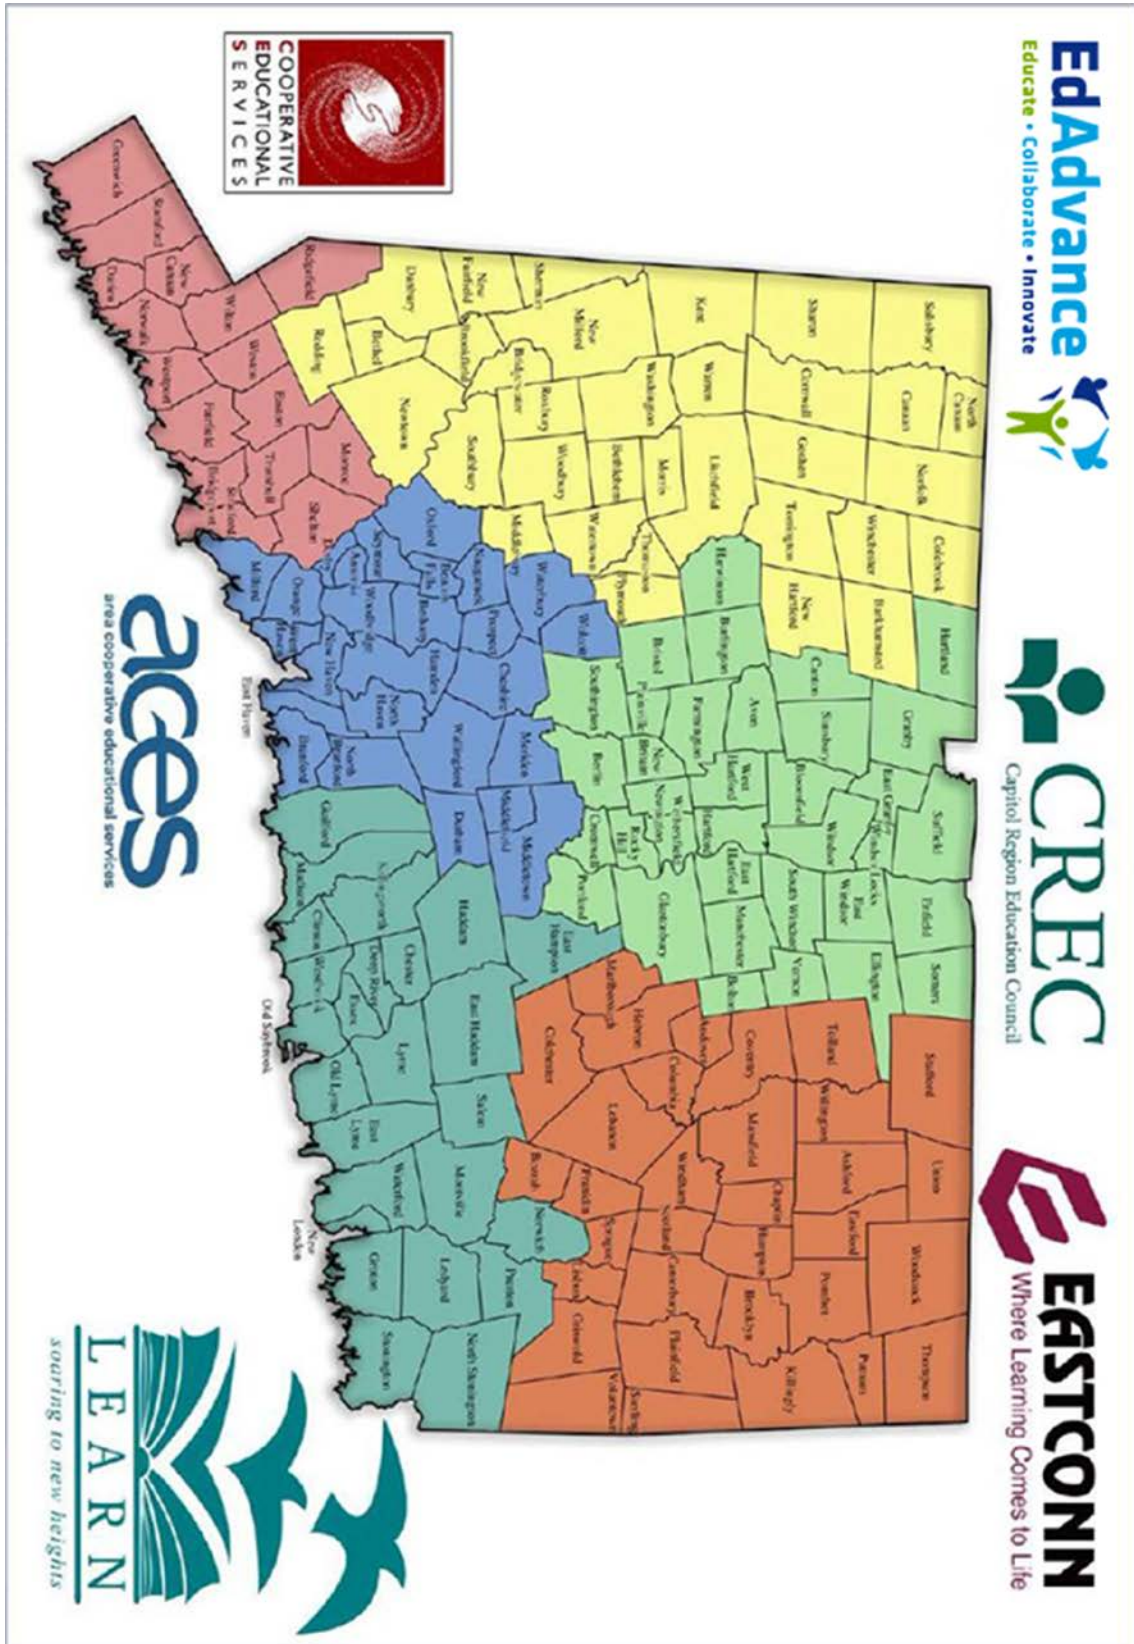 EdAdvance
Educate • Collaborate • Innovate
CREC
Capitol Region Education Council
EASTCONN
Where Learning Comes to Life
COOPERATIVE
EDUCATIONAL
SERVICES
aces
area cooperative educational services
LEARN
soaring to new heights
Salisbury
North
Canaan
Canaan
Norfolk
Colebrook
Hartland
Granby
Suffield
East Granby
Enfield
Somers
Stafford
Union
Woodstock
Thompson
Sharon
Cornwall
Goshen
Torrington
Winchester
Barkhamsted
New
Hartford
Canton
Simsbury
Bloomfield
Windsor
Locks
East
Windsor
South Windsor
Ellington
Vernon
Tolland
Willington
Ashford
Eastford
Pomfret
Putnam
Killingly
Kent
Warren
Litchfield
Harwinton
Burlington
Avon
West
Hartford
Hartford
East
Hartford
Manchester
Bolton
Coventry
Mansfield
Chaplin
Hampton
Brooklyn
Sherman
New
Milford
Washington
Morris
Bethlehem
Thomaston
Plymouth
Watertown
Bristol
Plainville
Farmington
New
Britain
Newington
Wethersfield
Rocky
Hill
Glastonbury
Hebron
Andover
Columbia
Lebanon
Windham
Scotland
Canterbury
Plainfield
Sterling
New
Fairfield
Brookfield
Bridgewater
Roxbury
Woodbury
Southbury
Middlebury
Waterbury
Wolcott
Southington
Berlin
Cromwell
Portland
East
Hampton
Marlborough
Colchester
Bozrah
Franklin
Sprague
Norwich
Lisbon
Griswold
Voluntown
Danbury
Bethel
Newtown
Redding
Ridgefield
Oxford
Naugatuck
Beacon
Falls
Prospect
Cheshire
Meriden
Middlefield
Middletown
Durham
Haddam
East Haddam
Salem
Montville
Preston
Ledyard
North Stonington
Wilton
Weston
Easton
Monroe
Trumbull
Shelton
Derby
Seymour
Ansonia
Bethany
Woodbridge
Hamden
North
Haven
Wallingford
North
Branford
Guilford
Killingworth
Chester
Deep River
Essex
Lyme
East
Lyme
Waterford
Groton
Stonington
Greenwich
Stamford
New
Canaan
Darien
Norwalk
Westport
Fairfield
Bridgeport
Stratford
Milford
Orange
West
Haven
New Haven
East Haven
Branford
Madison
Clinton
Westbrook
Old Saybrook
Old Lyme
New
London